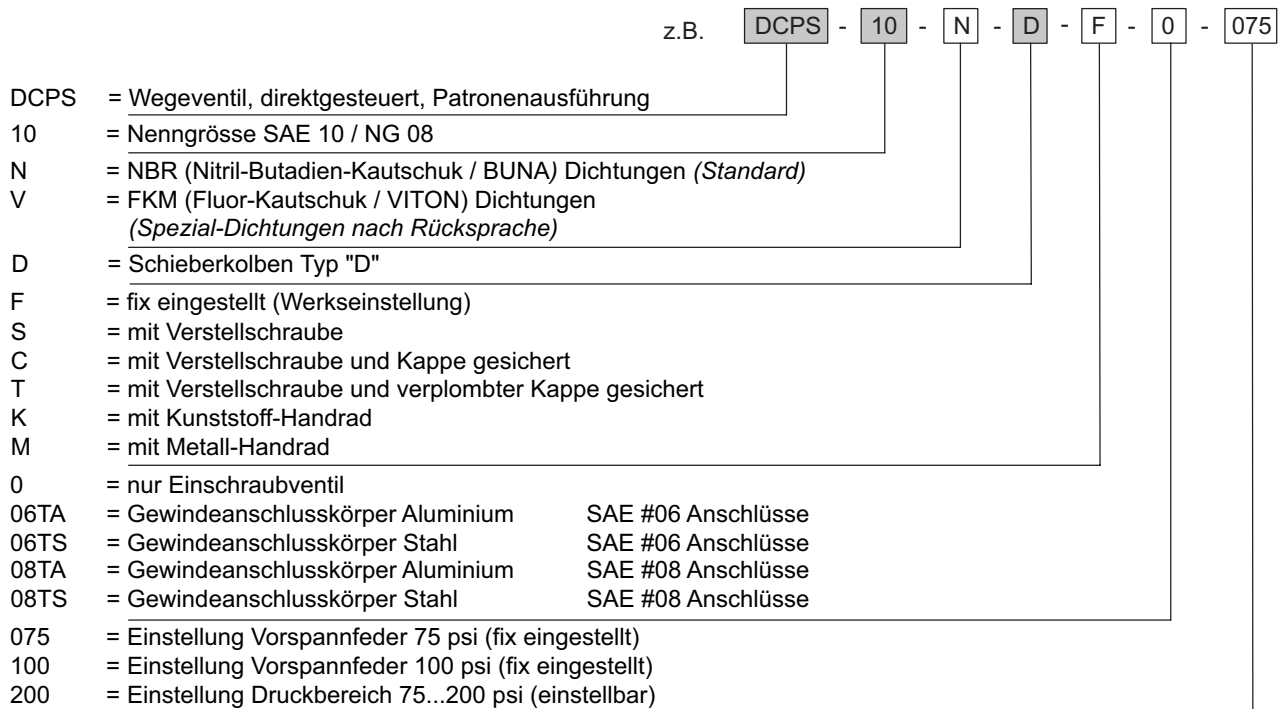 z.B. DCPS - 10 - N - D - F - 0 - 075
DCPS = Wegeventil, direktgesteuert, Patronenausführung
10 = Nenngrösse SAE 10 / NG 08
N = NBR (Nitril-Butadien-Kautschuk / BUNA) Dichtungen (Standard)
V = FKM (Fluor-Kautschuk / VITON) Dichtungen
(Spezial-Dichtungen nach Rücksprache)
D = Schieberkolben Typ "D"
F = fix eingestellt (Werkseinstellung)
S = mit Verstellschraube
C = mit Verstellschraube und Kappe gesichert
T = mit Verstellschraube und verplombter Kappe gesichert
K = mit Kunststoff-Handrad
M = mit Metall-Handrad
0 = nur Einschraubventil
06TA = Gewindeanschlusskörper Aluminium SAE #06 Anschlüsse
06TS = Gewindeanschlusskörper Stahl SAE #06 Anschlüsse
08TA = Gewindeanschlusskörper Aluminium SAE #08 Anschlüsse
08TS = Gewindeanschlusskörper Stahl SAE #08 Anschlüsse
075 = Einstellung Vorspannfeder 75 psi (fix eingestellt)
100 = Einstellung Vorspannfeder 100 psi (fix eingestellt)
200 = Einstellung Druckbereich 75...200 psi (einstellbar)